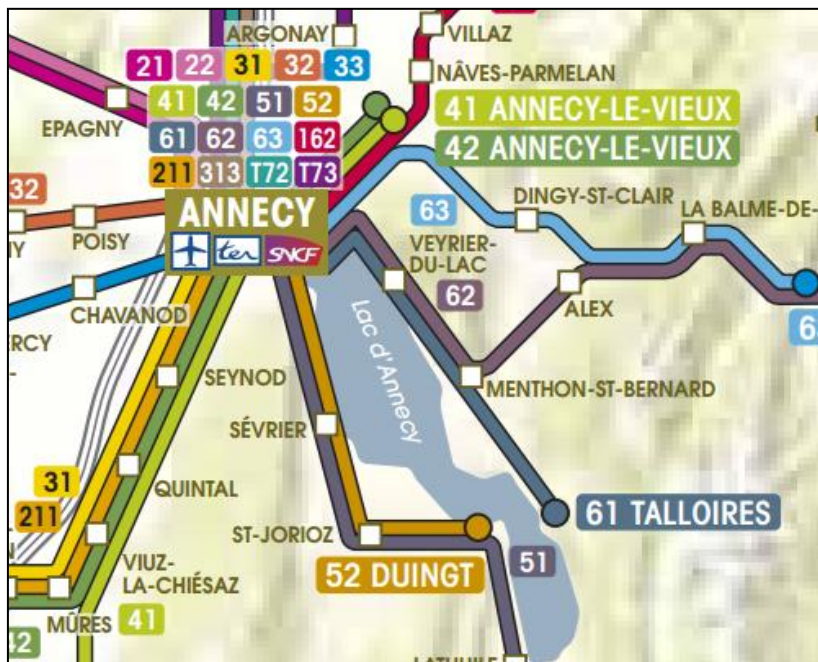 ARGONAY
VILLAZ
21 22 31 32 33
NÂVES-PARMELAN
EPAGNY
41 42 51 52
41 ANNECY-LE-VIEUX
61 62 63 162
42 ANNECY-LE-VIEUX
211 313 T72 T73
32
ANNECY
ter SNCF
POISY
63
DINGY-ST-CLAIR
LA BALME-DE-
VEYRIER-
DU-LAC
62
ALEX
CHAVANOD
Lac d'Annecy
SEYNOD
MENTHON-ST-BERNARD
SÉVRIER
31
211
QUINTAL
ST-JORIOZ
61 TALLOIRES
52 DUINGT
51
VIUZ-
LA-CHIÉSAZ
MÛRES
41
42